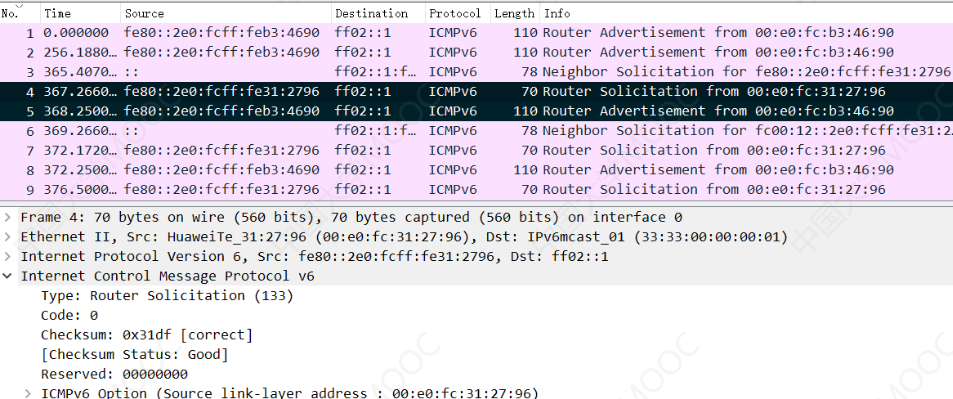 No. Time Source Destination Protocol Length Info
1 0.000000 fe80::2e0:fcff:feb3:4690 ff02::1 ICMPv6 110 Router Advertisement from 00:e0:fc:b3:46:90
2 256.1880… fe80::2e0:fcff:feb3:4690 ff02::1 ICMPv6 110 Router Advertisement from 00:e0:fc:b3:46:90
3 365.4070… :: ff02::1:f… ICMPv6 78 Neighbor Solicitation for fe80::2e0:fcff:fe31:2796
4 367.2660… fe80::2e0:fcff:fe31:2796 ff02::1 ICMPv6 70 Router Solicitation from 00:e0:fc:31:27:96
5 368.2500… fe80::2e0:fcff:feb3:4690 ff02::1 ICMPv6 110 Router Advertisement from 00:e0:fc:b3:46:90
6 369.2660… :: ff02::1:f… ICMPv6 78 Neighbor Solicitation for fc00:12::2e0:fcff:fe31:2…
7 372.1720… fe80::2e0:fcff:fe31:2796 ff02::1 ICMPv6 70 Router Solicitation from 00:e0:fc:31:27:96
8 372.2500… fe80::2e0:fcff:feb3:4690 ff02::1 ICMPv6 110 Router Advertisement from 00:e0:fc:b3:46:90
9 376.5000… fe80::2e0:fcff:fe31:2796 ff02::1 ICMPv6 70 Router Solicitation from 00:e0:fc:31:27:96
Frame 4: 70 bytes on wire (560 bits), 70 bytes captured (560 bits) on interface 0
Ethernet II, Src: HuaweiTe_31:27:96 (00:e0:fc:31:27:96), Dst: IPv6mcast_01 (33:33:00:00:00:01)
Internet Protocol Version 6, Src: fe80::2e0:fcff:fe31:2796, Dst: ff02::1
Internet Control Message Protocol v6
Type: Router Solicitation (133)
Code: 0
Checksum: 0x31df [correct]
[Checksum Status: Good]
Reserved: 00000000
ICMPv6 Option (Source link-layer address : 00:e0:fc:31:27:96)